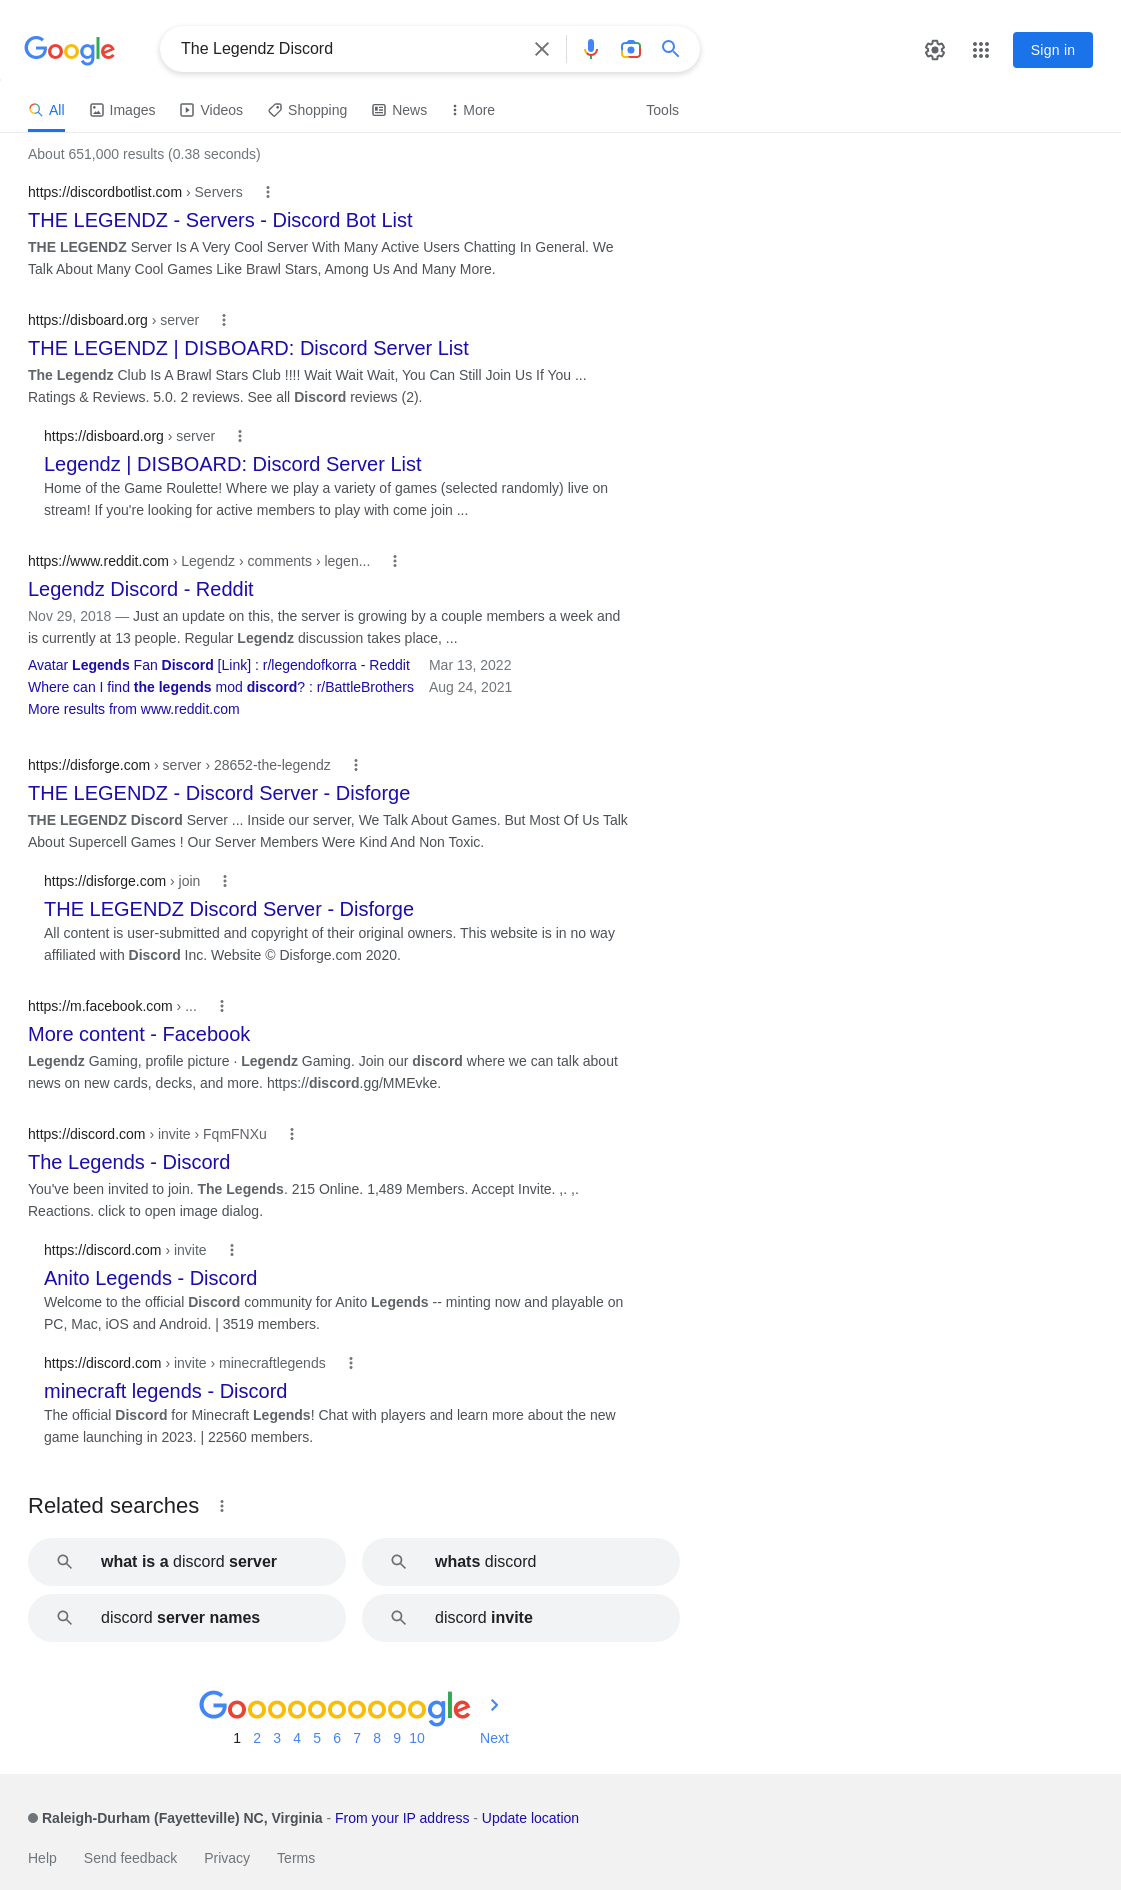 Google
The Legendz Discord
Sign in
All
Images
Videos
Shopping
News
More
Tools
About 651,000 results (0.38 seconds)
https://discordbotlist.com › Servers
THE LEGENDZ - Servers - Discord Bot List
THE LEGENDZ Server Is A Very Cool Server With Many Active Users Chatting In General. We
Talk About Many Cool Games Like Brawl Stars, Among Us And Many More.
https://disboard.org › server
THE LEGENDZ | DISBOARD: Discord Server List
The Legendz Club Is A Brawl Stars Club !!!! Wait Wait Wait, You Can Still Join Us If You ...
Ratings & Reviews. 5.0. 2 reviews. See all Discord reviews (2).
https://disboard.org › server
Legendz | DISBOARD: Discord Server List
Home of the Game Roulette! Where we play a variety of games (selected randomly) live on
stream! If you're looking for active members to play with come join ...
https://www.reddit.com › Legendz › comments › legen...
Legendz Discord - Reddit
Nov 29, 2018 — Just an update on this, the server is growing by a couple members a week and
is currently at 13 people. Regular Legendz discussion takes place, ...
Avatar Legends Fan Discord [Link] : r/legendofkorra - Reddit Mar 13, 2022
Where can I find the legends mod discord? : r/BattleBrothers Aug 24, 2021
More results from www.reddit.com
https://disforge.com › server › 28652-the-legendz
THE LEGENDZ - Discord Server - Disforge
THE LEGENDZ Discord Server ... Inside our server, We Talk About Games. But Most Of Us Talk
About Supercell Games ! Our Server Members Were Kind And Non Toxic.
https://disforge.com › join
THE LEGENDZ Discord Server - Disforge
All content is user-submitted and copyright of their original owners. This website is in no way
affiliated with Discord Inc. Website © Disforge.com 2020.
https://m.facebook.com › ...
More content - Facebook
Legendz Gaming, profile picture · Legendz Gaming. Join our discord where we can talk about
news on new cards, decks, and more. https://discord.gg/MMEvke.
https://discord.com › invite › FqmFNXu
The Legends - Discord
You've been invited to join. The Legends. 215 Online. 1,489 Members. Accept Invite. ,. ,.
Reactions. click to open image dialog.
https://discord.com › invite
Anito Legends - Discord
Welcome to the official Discord community for Anito Legends -- minting now and playable on
PC, Mac, iOS and Android. | 3519 members.
https://discord.com › invite › minecraftlegends
minecraft legends - Discord
The official Discord for Minecraft Legends! Chat with players and learn more about the new
game launching in 2023. | 22560 members.
Related searches
what is a discord server
whats discord
discord server names
discord invite
Goooooooooogle
1 2 3 4 5 6 7 8 9 10 Next
Raleigh-Durham (Fayetteville) NC, Virginia - From your IP address - Update location
Help Send feedback Privacy Terms